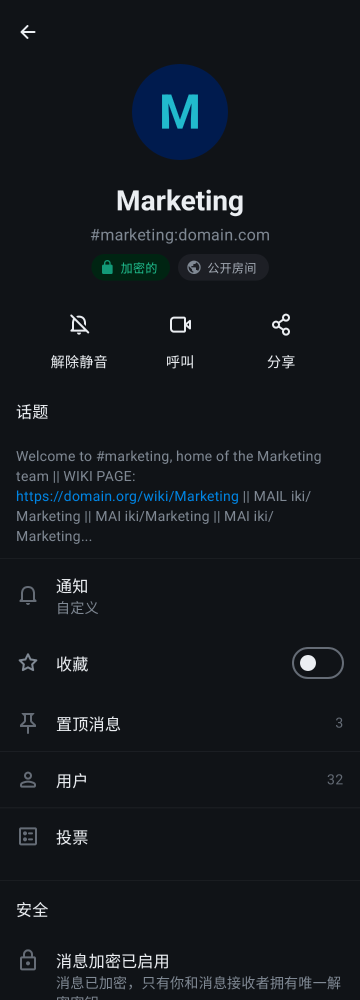 M
Marketing
#marketing:domain.com
加密的
公开房间
解除静音
呼叫
分享
话题
Welcome to #marketing, home of the Marketing
team || WIKI PAGE:
https://domain.org/wiki/Marketing || MAIL iki/
Marketing || MAI iki/Marketing || MAI iki/
Marketing...
通知
自定义
收藏
置顶消息 3
用户 32
投票
安全
消息加密已启用
消息已加密，只有你和消息接收者拥有唯一解